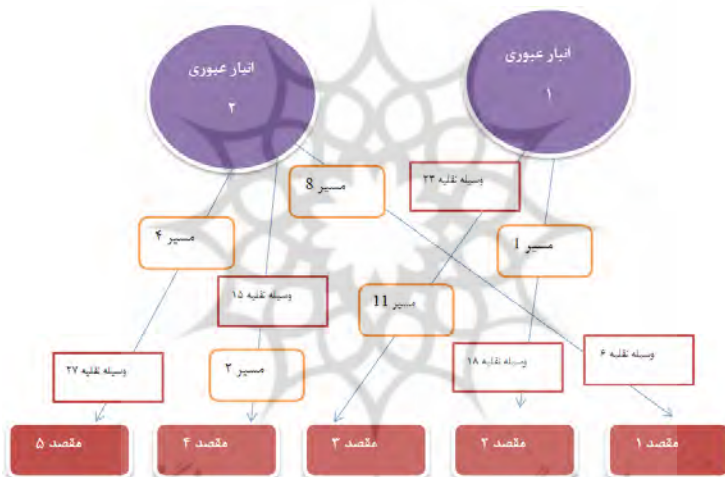 انبار عبوری
۱
انبار عبوری
۲
وسیله نقلیه ۲۳
مسیر 8
مسیر 1
مسیر ۴
وسیله نقلیه ۱۵
مسیر 11
وسیله نقلیه ۶
وسیله نقلیه ۱۸
مسیر ۲
وسیله نقلیه ۲۷
مقصد ۱
مقصد ۲
مقصد ۳
مقصد ۴
مقصد ۵